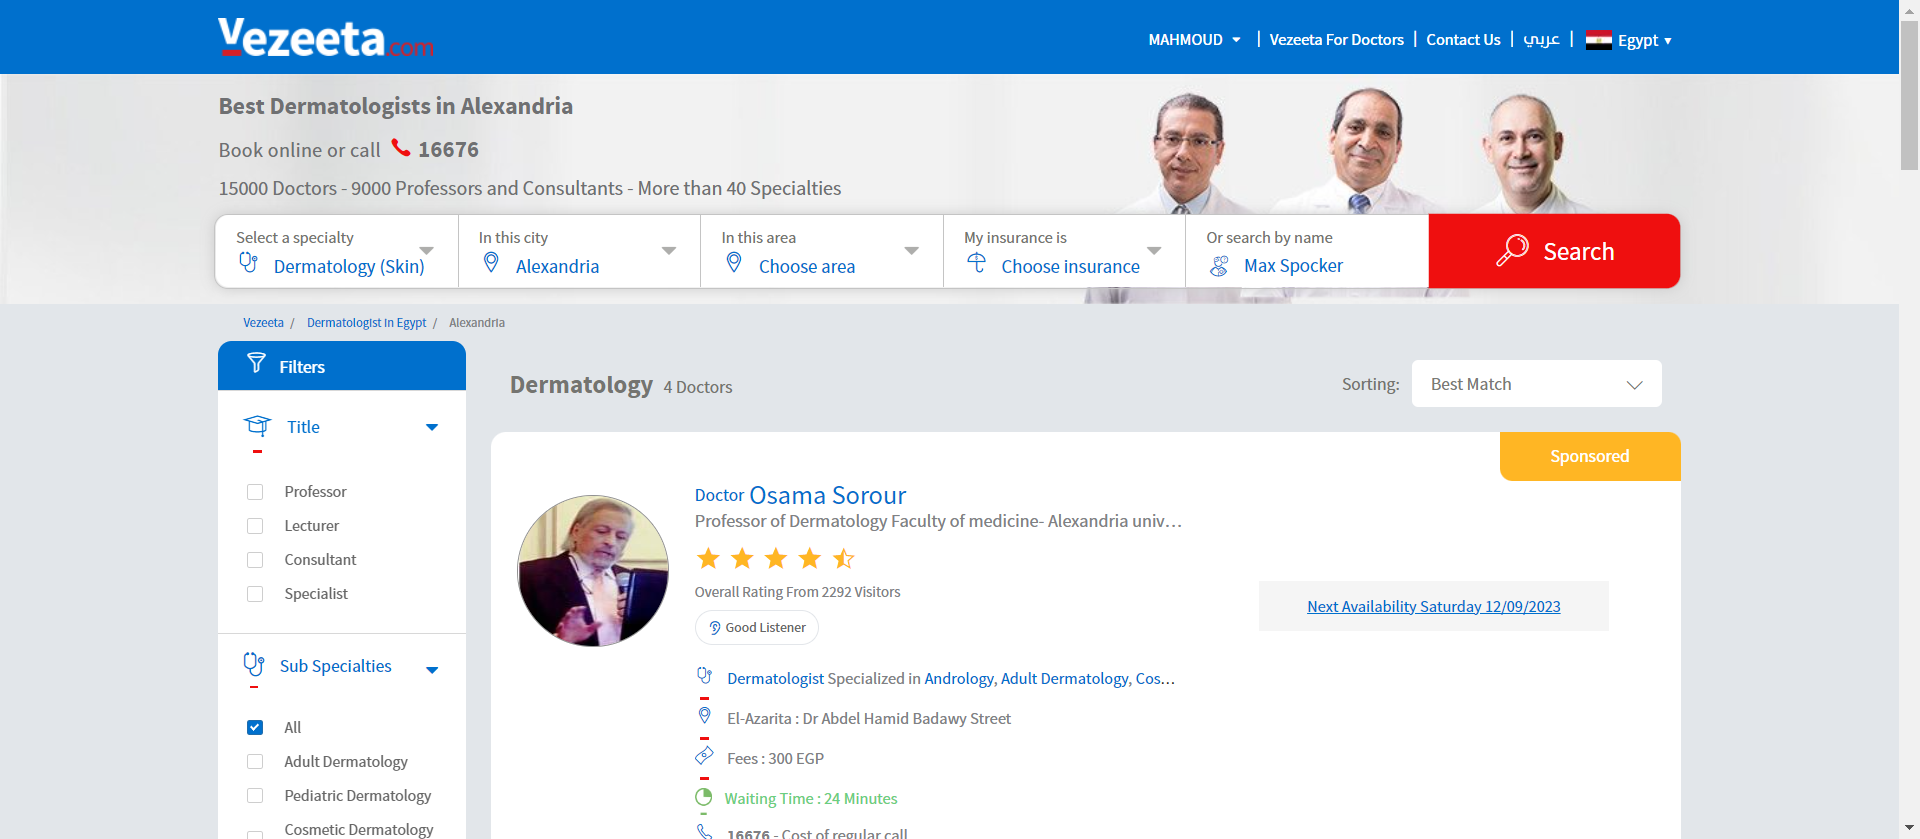 Vezeeta.com
MAHMOUD
Vezeeta For Doctors
Contact Us
عربي
Egypt
Best Dermatologists in Alexandria
Book online or call 16676
15000 Doctors - 9000 Professors and Consultants - More than 40 Specialties
Select a specialty
Dermatology (Skin)
In this city
Alexandria
In this area
Choose area
My insurance is
Choose insurance
Or search by name
Max Spocker
Search
Vezeeta / Dermatologist in Egypt / Alexandria
Filters
Title
Professor
Lecturer
Consultant
Specialist
Sub Specialties
All
Adult Dermatology
Pediatric Dermatology
Cosmetic Dermatology
Dermatology 4 Doctors
Sorting: Best Match
Sponsored
Doctor Osama Sorour
Professor of Dermatology Faculty of medicine- Alexandria univ...
Overall Rating From 2292 Visitors
Good Listener
Dermatologist Specialized in Andrology, Adult Dermatology, Cos...
El-Azarita : Dr Abdel Hamid Badawy Street
Fees : 300 EGP
Waiting Time : 24 Minutes
16676 - Cost of regular call
Next Availability Saturday 12/09/2023